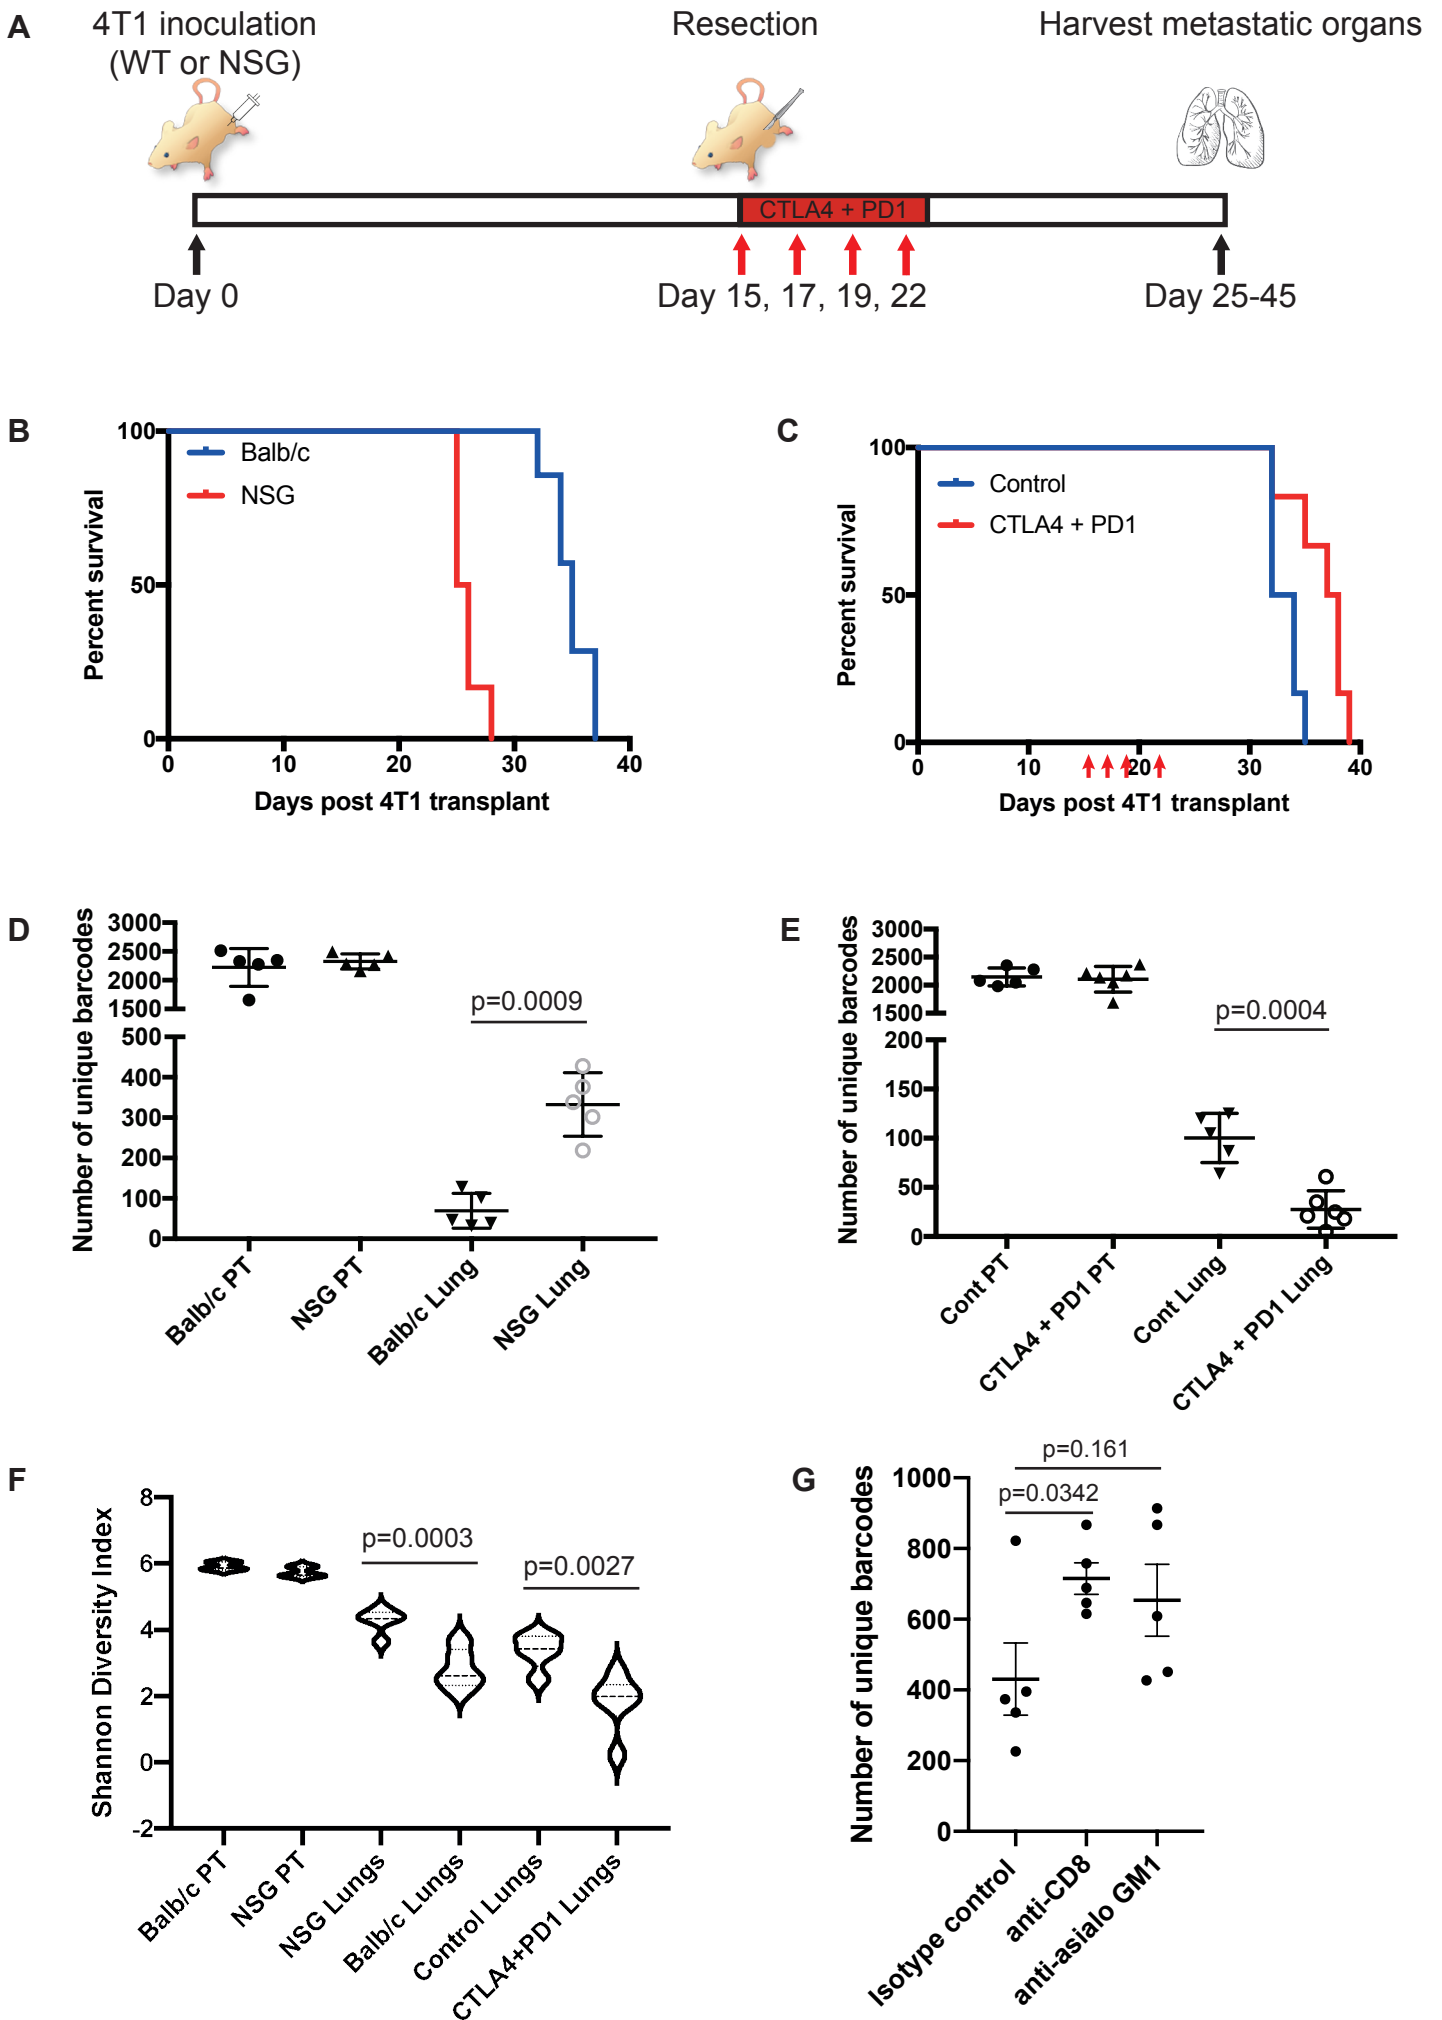 A
4T1 inoculation
(WT or NSG)
Resection
Harvest metastatic organs
CTLA4 + PD1
Day 0
Day 15, 17, 19, 22
Day 25-45
B
Percent survival
100
50
0
Balb/c
NSG
0 10 20 30 40
Days post 4T1 transplant
C
Percent survival
100
50
0
Control
CTLA4 + PD1
0 10 20 30 40
Days post 4T1 transplant
D
Number of unique barcodes
3000
2500
2000
1500
500
400
300
200
100
0
p=0.0009
Balb/c PT
NSG PT
Balb/c Lung
NSG Lung
E
Number of unique barcodes
3000
2500
2000
1500
200
150
100
50
0
p=0.0004
Cont PT
CTLA4 + PD1 PT
Cont Lung
CTLA4 + PD1 Lung
F
Shannon Diversity Index
8
6
4
2
0
-2
p=0.0003
p=0.0027
Balb/c PT
NSG PT
NSG Lungs
Balb/c Lungs
Control Lungs
CTLA4+PD1 Lungs
G
Number of unique barcodes
1000
800
600
400
200
0
p=0.161
p=0.0342
Isotype control
anti-CD8
anti-asialo GM1